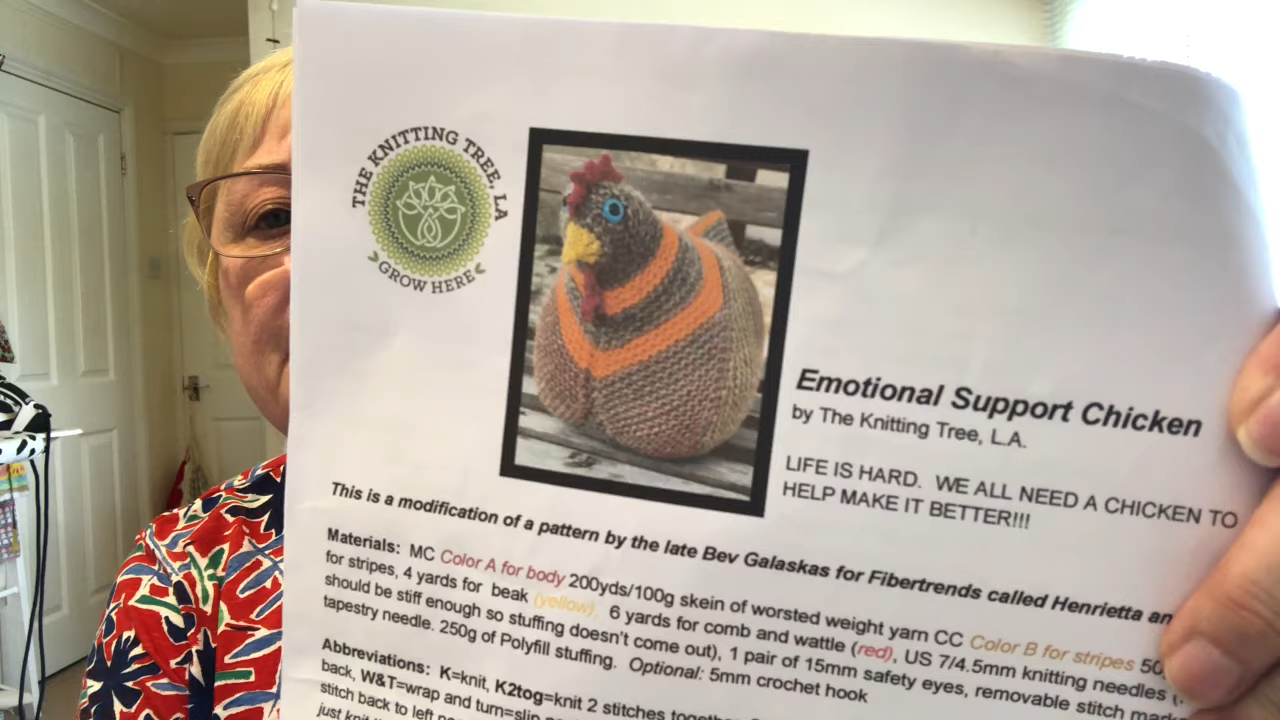 THE KNITTING TREE, LA
GROW HERE
Emotional Support Chicken
by The Knitting Tree, L.A.
LIFE IS HARD. WE ALL NEED A CHICKEN TO
HELP MAKE IT BETTER!!!
This is a modification of a pattern by the late Bev Galaskas for Fibertrends called Henrietta an
Materials: MC Color A for body 200yds/100g skein of worsted weight yarn CC Color B for stripes 50
for stripes, 4 yards for beak (yellow), 6 yards for comb and wattle (red), US 7/4.5mm knitting needles (
should be stiff enough so stuffing doesn't come out), 1 pair of 15mm safety eyes, removable stitch mark
tapestry needle. 250g of Polyfill stuffing. Optional: 5mm crochet hook
Abbreviations: K=knit, K2tog=knit 2 stitches together
back, W&T=wrap and turn=slip
stitch back to left
just